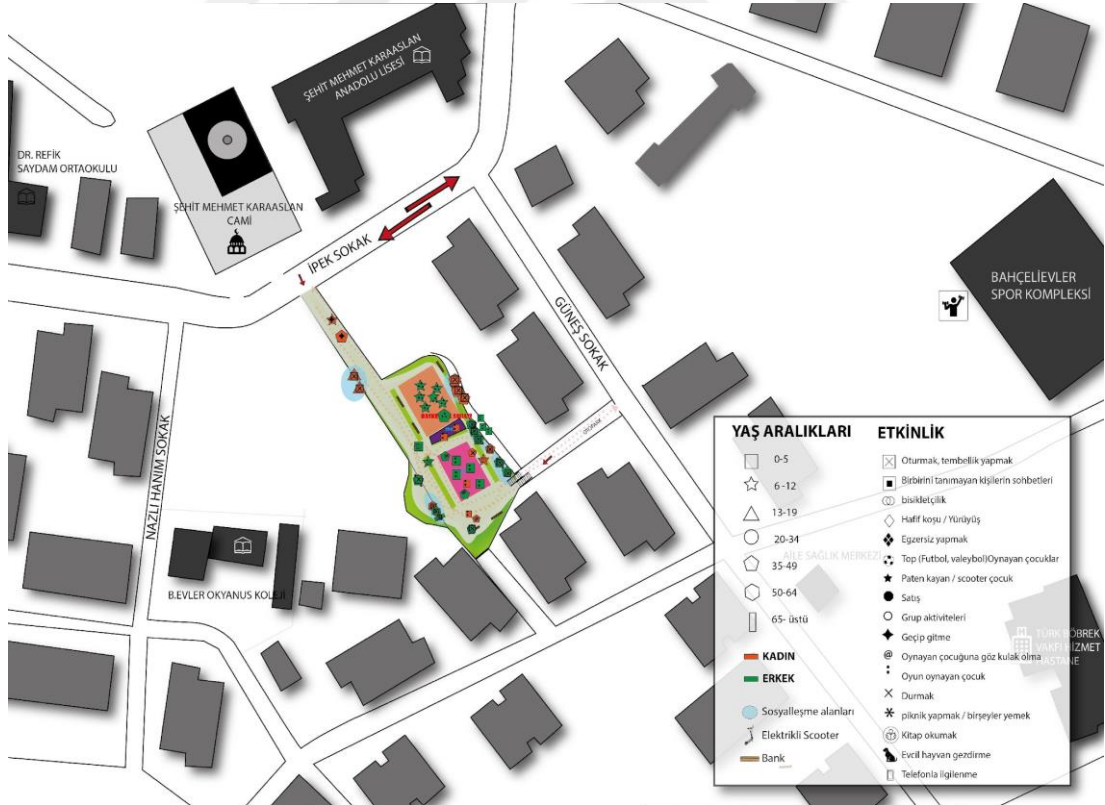 ŞEHİT MEHMET KARAASLAN
ANADOLU LİSESİ
DR. REFİK
SAYDAM ORTAOKULU
ŞEHİT MEHMET KARAASLAN
CAMİ
İPEK SOKAK
GÜNEŞ SOKAK
BAHÇELİEVLER
SPOR KOMPLEKSİ
NAZLI HANIM SOKAK
B.EVLER OKYANUS KOLEJİ
OTOPARK
AİLE SAĞLIK MERKEZİ
TÜRK BÖBREK
VAKFI HİZMET
HASTANE
YAŞ ARALIKLARI
0-5
6 -12
13-19
20-34
35-49
50-64
65- üstü
KADIN
ERKEK
Sosyalleşme alanları
Elektrikli Scooter
Bank
ETKİNLİK
Oturmak, tembellik yapmak
Birbirini tanımayan kişilerin sohbetleri
bisikletçilik
Hafif koşu / Yürüyüş
Egzersiz yapmak
Top (Futbol, valeybol)Oynayan çocuklar
Paten kayan / scooter çocuk
Satış
Grup aktiviteleri
Geçip gitme
Oynayan çocuğuna göz kulak olma
Oyun oynayan çocuk
Durmak
piknik yapmak / birşeyler yemek
Kitap okumak
Evcil hayvan gezdirme
Telefonla ilgilenme